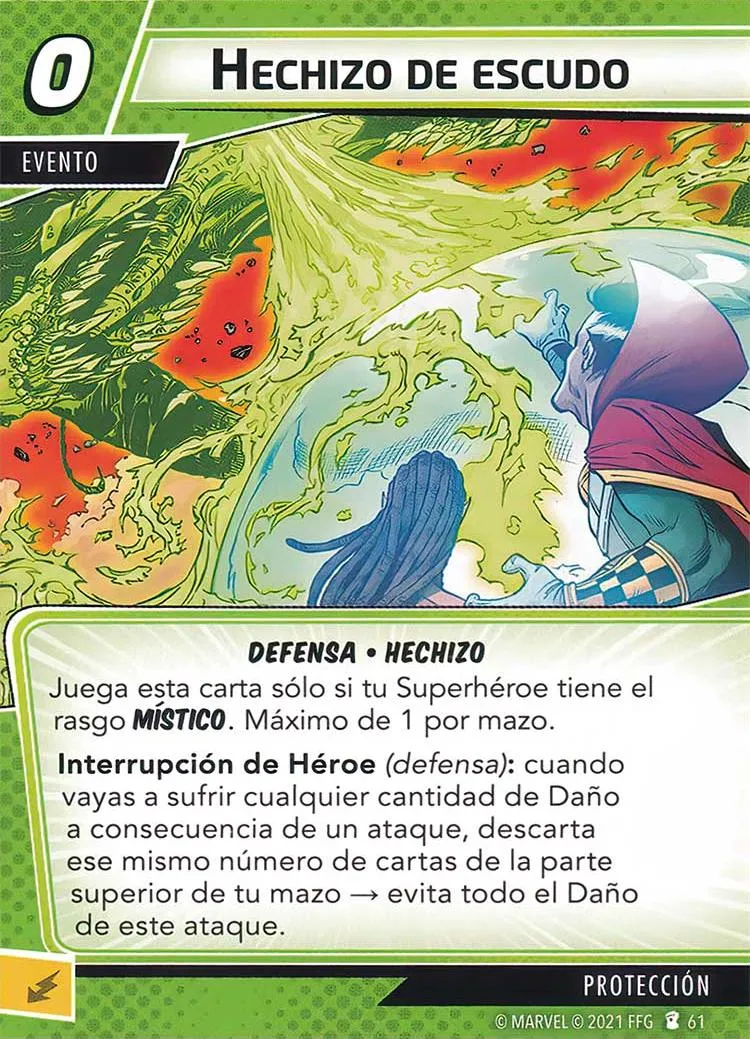 0
HECHIZO DE ESCUDO
EVENTO
DEFENSA • HECHIZO
Juega esta carta sólo si tu Superhéroe tiene el
rasgo MÍSTICO. Máximo de 1 por mazo.
Interrupción de Héroe (defensa): cuando
vayas a sufrir cualquier cantidad de Daño
a consecuencia de un ataque, descarta
ese mismo número de cartas de la parte
superior de tu mazo → evita todo el Daño
de este ataque.
PROTECCIÓN
© MARVEL © 2021 FFG 61